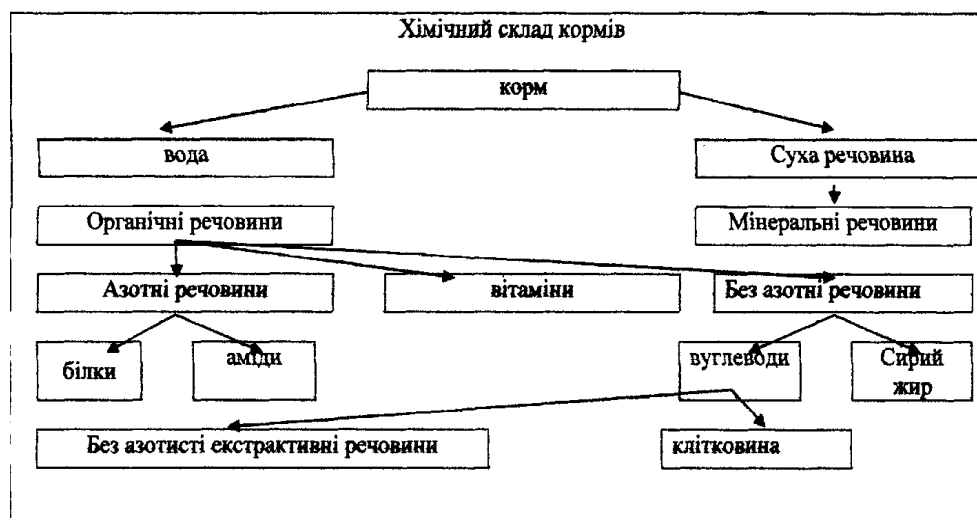 Хімічний склад кормів
корм
вода
Суха речовина
Органічні речовини
Мінеральні речовини
Азотні речовини
вітаміни
Без азотні речовини
білки
аміди
вуглеводи
Сирий
жир
Без азотисті екстрактивні речовини
клітковина